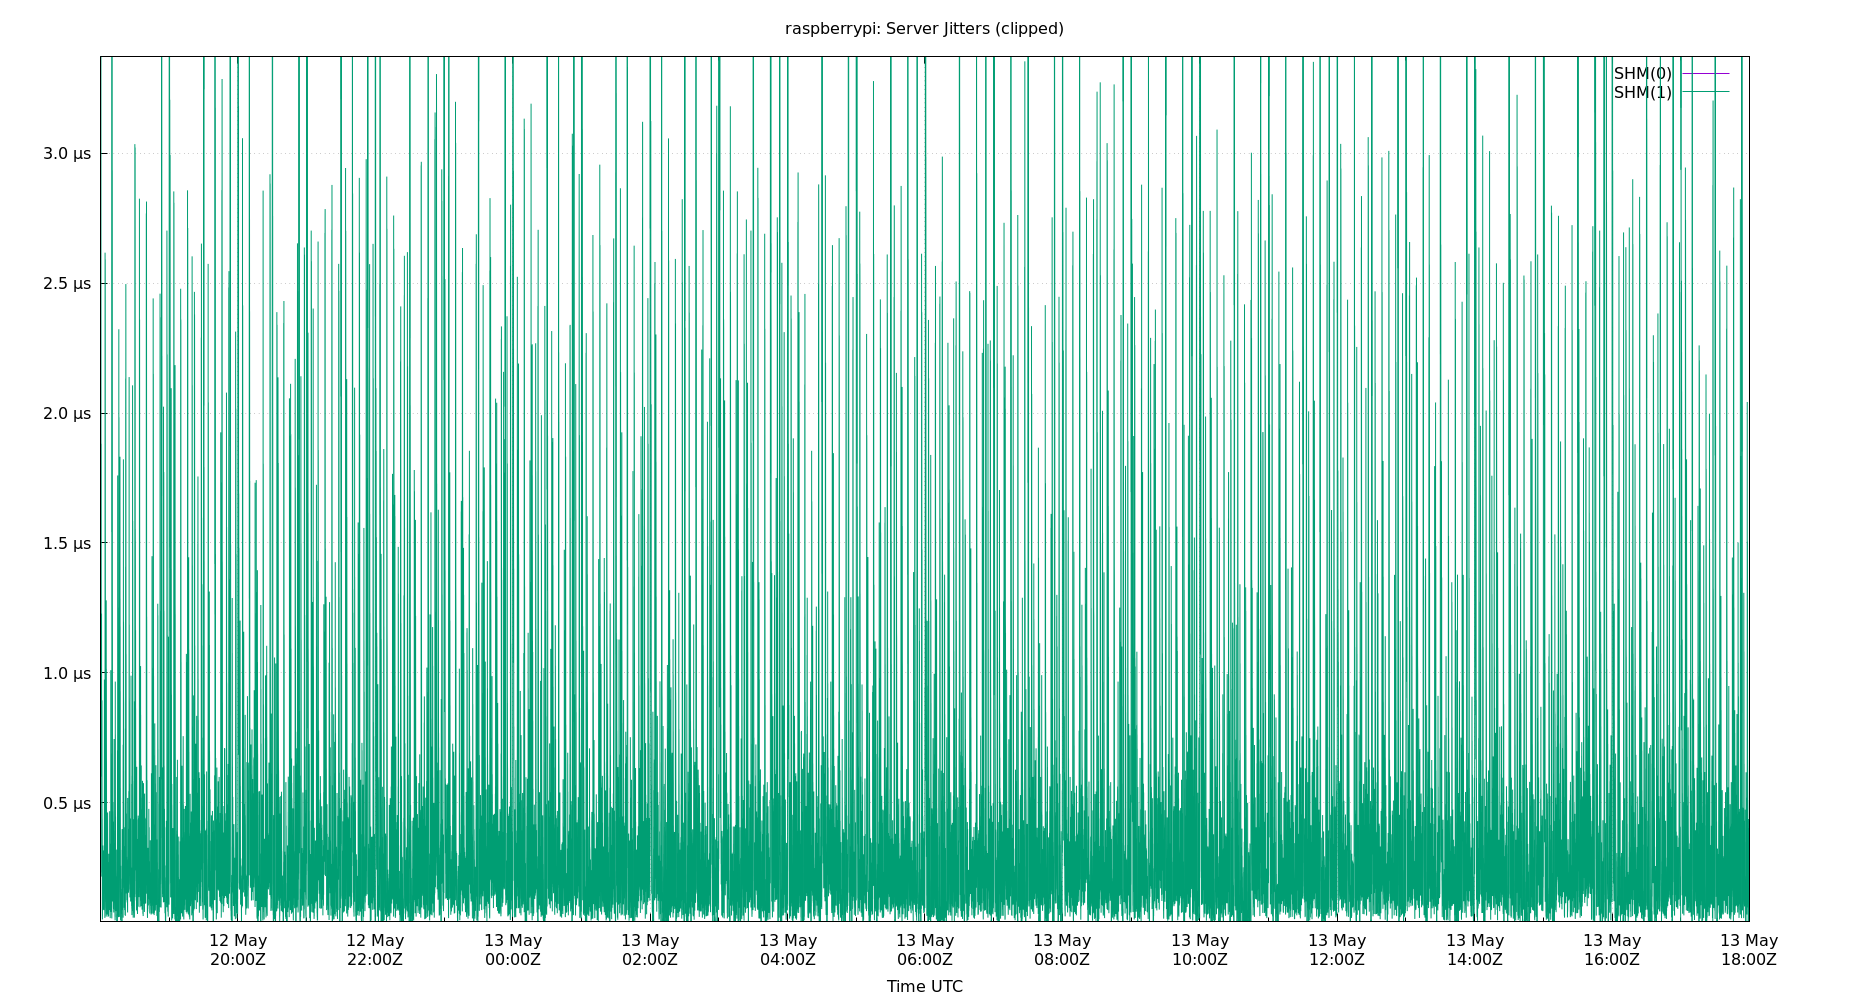 raspberrypi: Server Jitters (clipped)
SHM(0)
SHM(1)
3.0 µs
2.5 µs
2.0 µs
1.5 µs
1.0 µs
0.5 µs
12 May 12 May 13 May 13 May 13 May 13 May 13 May 13 May 13 May 13 May 13 May 13 May
20:00Z 22:00Z 00:00Z 02:00Z 04:00Z 06:00Z 08:00Z 10:00Z 12:00Z 14:00Z 16:00Z 18:00Z
Time UTC